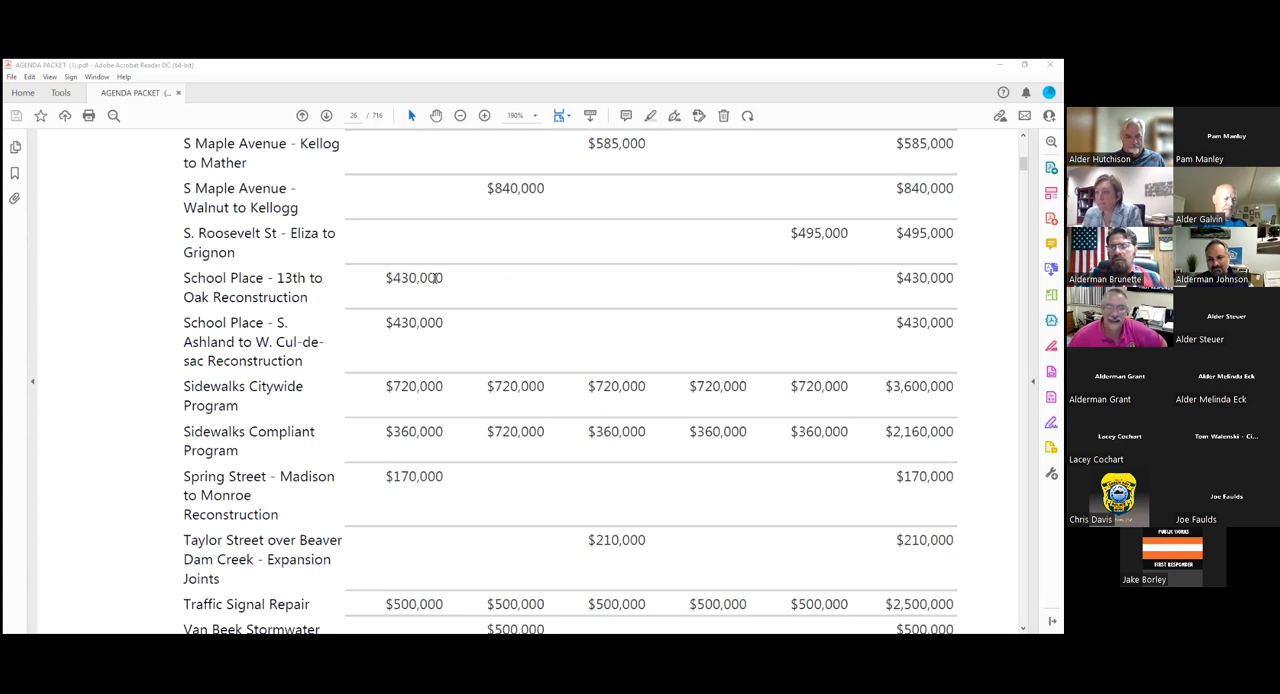 AGENDA PACKET (1).pdf - Adobe Acrobat Reader DC (64-bit)
File Edit View Sign Window Help
Home Tools AGENDA PACKET (... ×
26 / 716 190%
S Maple Avenue - Kellog $585,000 $585,000
to Mather
S Maple Avenue - $840,000 $840,000
Walnut to Kellogg
S. Roosevelt St - Eliza to $495,000 $495,000
Grignon
School Place - 13th to $430,000 $430,000
Oak Reconstruction
School Place - S. $430,000 $430,000
Ashland to W. Cul-de-
sac Reconstruction
Sidewalks Citywide $720,000 $720,000 $720,000 $720,000 $720,000 $3,600,000
Program
Sidewalks Compliant $360,000 $720,000 $360,000 $360,000 $360,000 $2,160,000
Program
Spring Street - Madison $170,000 $170,000
to Monroe
Reconstruction
Taylor Street over Beaver $210,000 $210,000
Dam Creek - Expansion
Joints
Traffic Signal Repair $500,000 $500,000 $500,000 $500,000 $500,000 $2,500,000
Van Beek Stormwater $500,000 $500,000
Alder Hutchison
Pam Manley
Pam Manley
Alder Galvin
Alderman Brunette
Alderman Johnson
Alder Steuer
Alder Steuer
Alderman Grant
Alderman Grant
Alder Melinda Eck
Alder Melinda Eck
Lacey Cochart
Lacey Cochart
Tom Walenski - Ci...
Chris Davis
Joe Faulds
Joe Faulds
PUBLIC WORKS
FIRST RESPONDER
Jake Borley